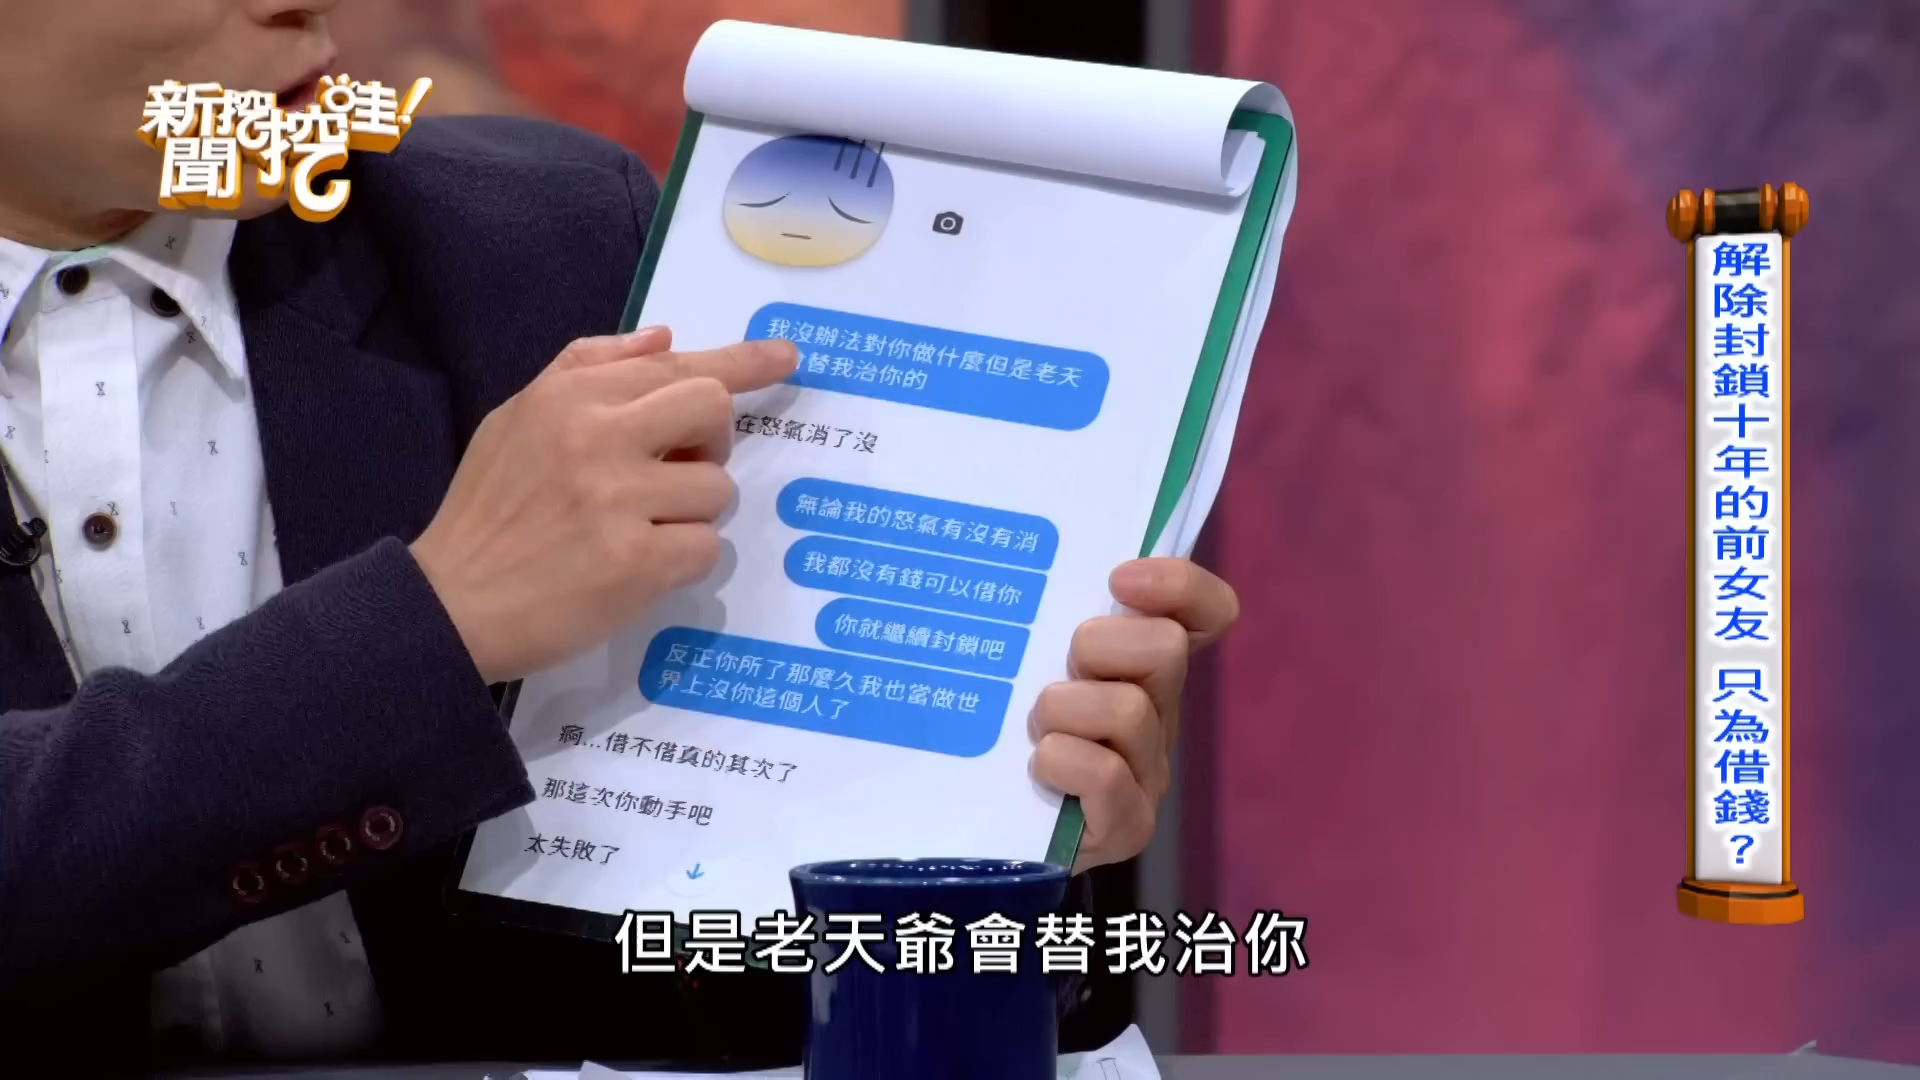 新聞挖挖哇!
我沒辦法對你做什麼但是老天
會替我治你的
在怒氣消了沒
無論我的怒氣有沒有消
我都沒有錢可以借你
你就繼續封鎖吧
反正你所了那麼久我也當做世
界上沒你這個人了
痾...借不借真的其次了
那這次你動手吧
太失敗了
解除封鎖十年的前女友 只為借錢?
但是老天爺會替我治你